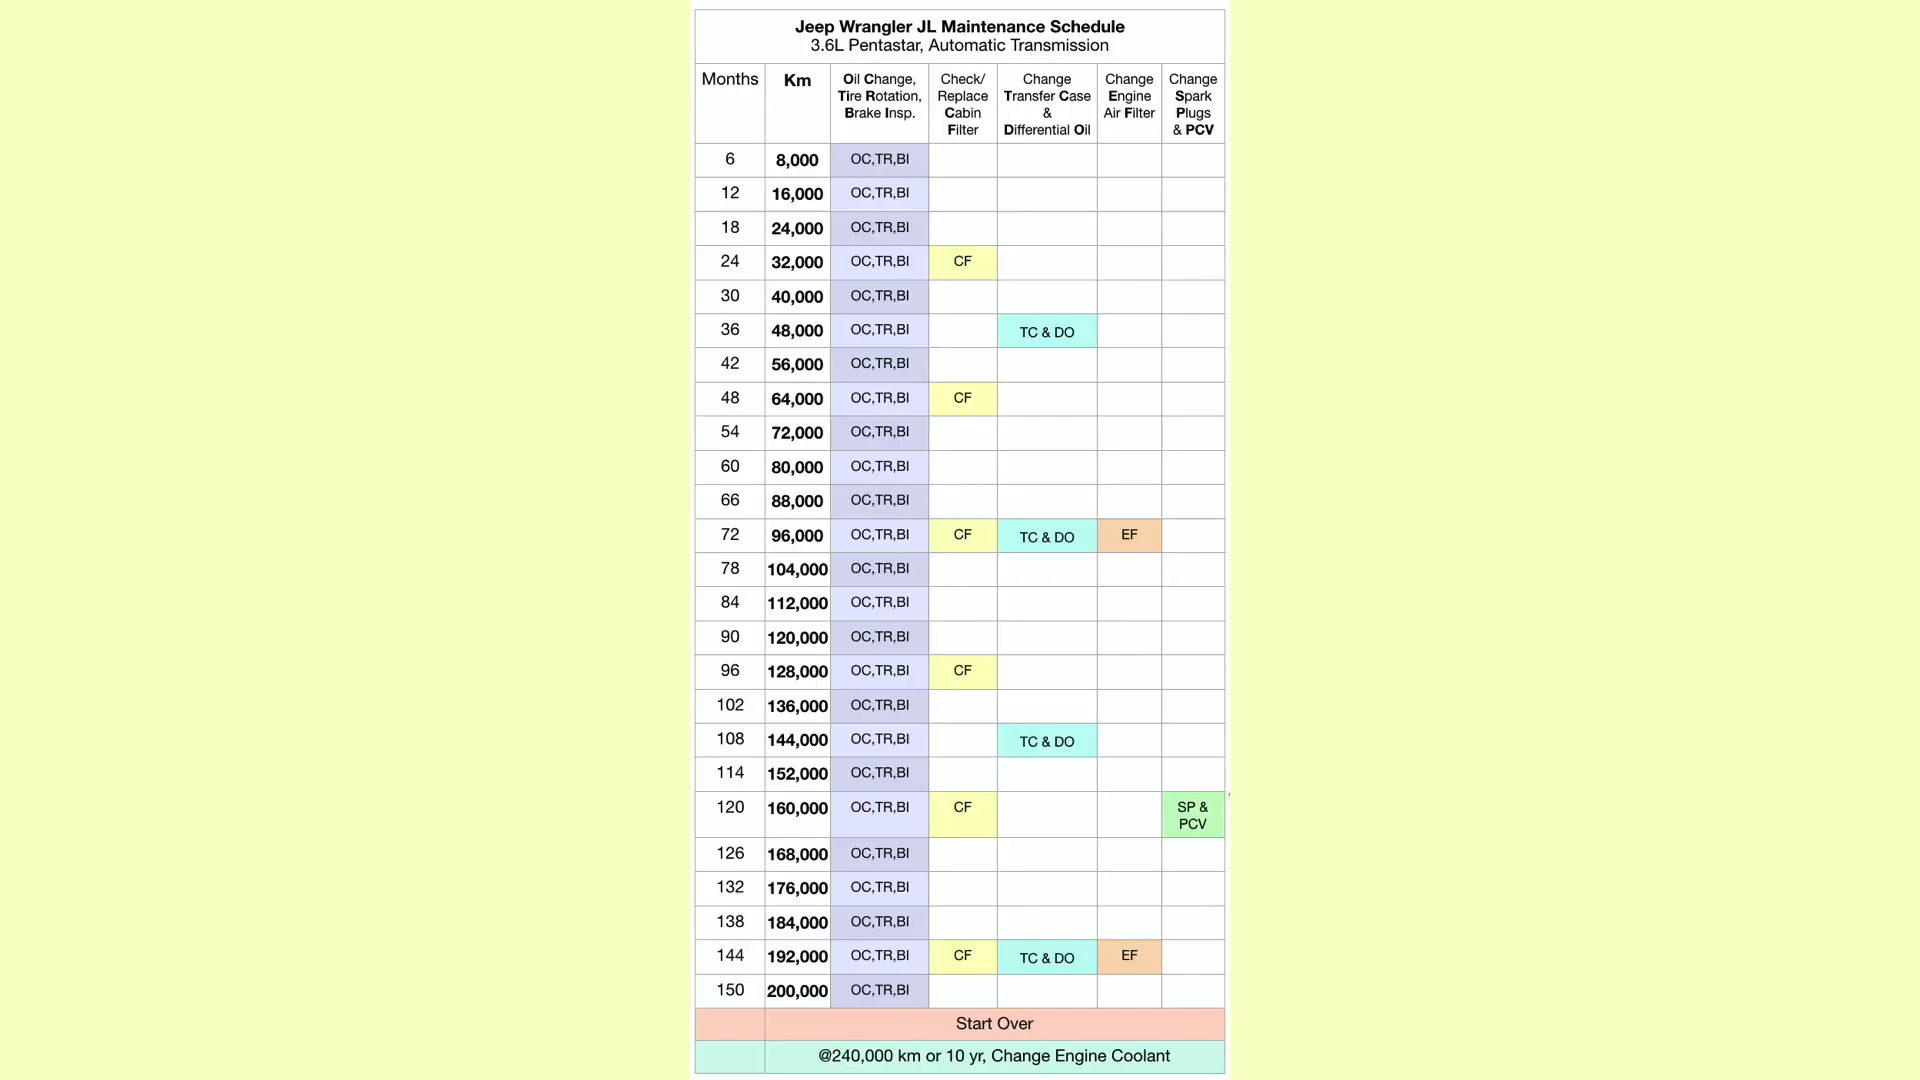 Jeep Wrangler JL Maintenance Schedule
3.6L Pentastar, Automatic Transmission
Months Km Oil Change, Tire Rotation, Brake Insp. Check/ Replace Cabin Filter Change Transfer Case & Differential Oil Change Engine Air Filter Change Spark Plugs & PCV
6 8,000 OC,TR,BI
12 16,000 OC,TR,BI
18 24,000 OC,TR,BI
24 32,000 OC,TR,BI CF
30 40,000 OC,TR,BI
36 48,000 OC,TR,BI TC & DO
42 56,000 OC,TR,BI
48 64,000 OC,TR,BI CF
54 72,000 OC,TR,BI
60 80,000 OC,TR,BI
66 88,000 OC,TR,BI
72 96,000 OC,TR,BI CF TC & DO EF
78 104,000 OC,TR,BI
84 112,000 OC,TR,BI
90 120,000 OC,TR,BI
96 128,000 OC,TR,BI CF
102 136,000 OC,TR,BI
108 144,000 OC,TR,BI TC & DO
114 152,000 OC,TR,BI
120 160,000 OC,TR,BI CF SP & PCV
126 168,000 OC,TR,BI
132 176,000 OC,TR,BI
138 184,000 OC,TR,BI
144 192,000 OC,TR,BI CF TC & DO EF
150 200,000 OC,TR,BI
Start Over
@240,000 km or 10 yr, Change Engine Coolant